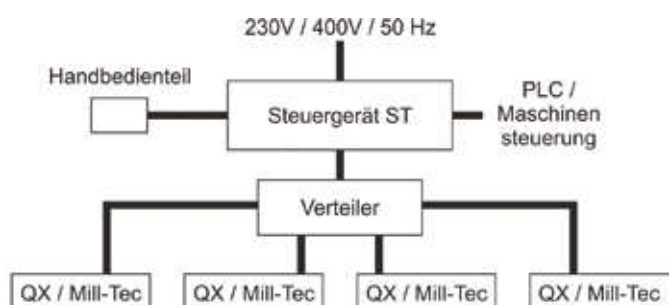 230V / 400V / 50 Hz
Handbedienteil
Steuergerät ST
PLC /
Maschinen
steuerung
Verteiler
QX / Mill-Tec
QX / Mill-Tec
QX / Mill-Tec
QX / Mill-Tec